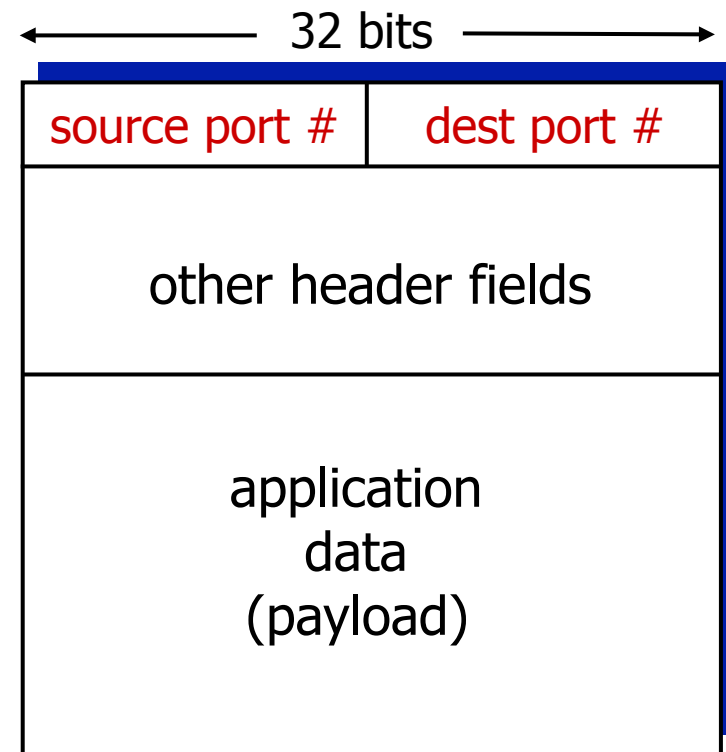 32 bits
source port # dest port #
other header fields
application
data
(payload)